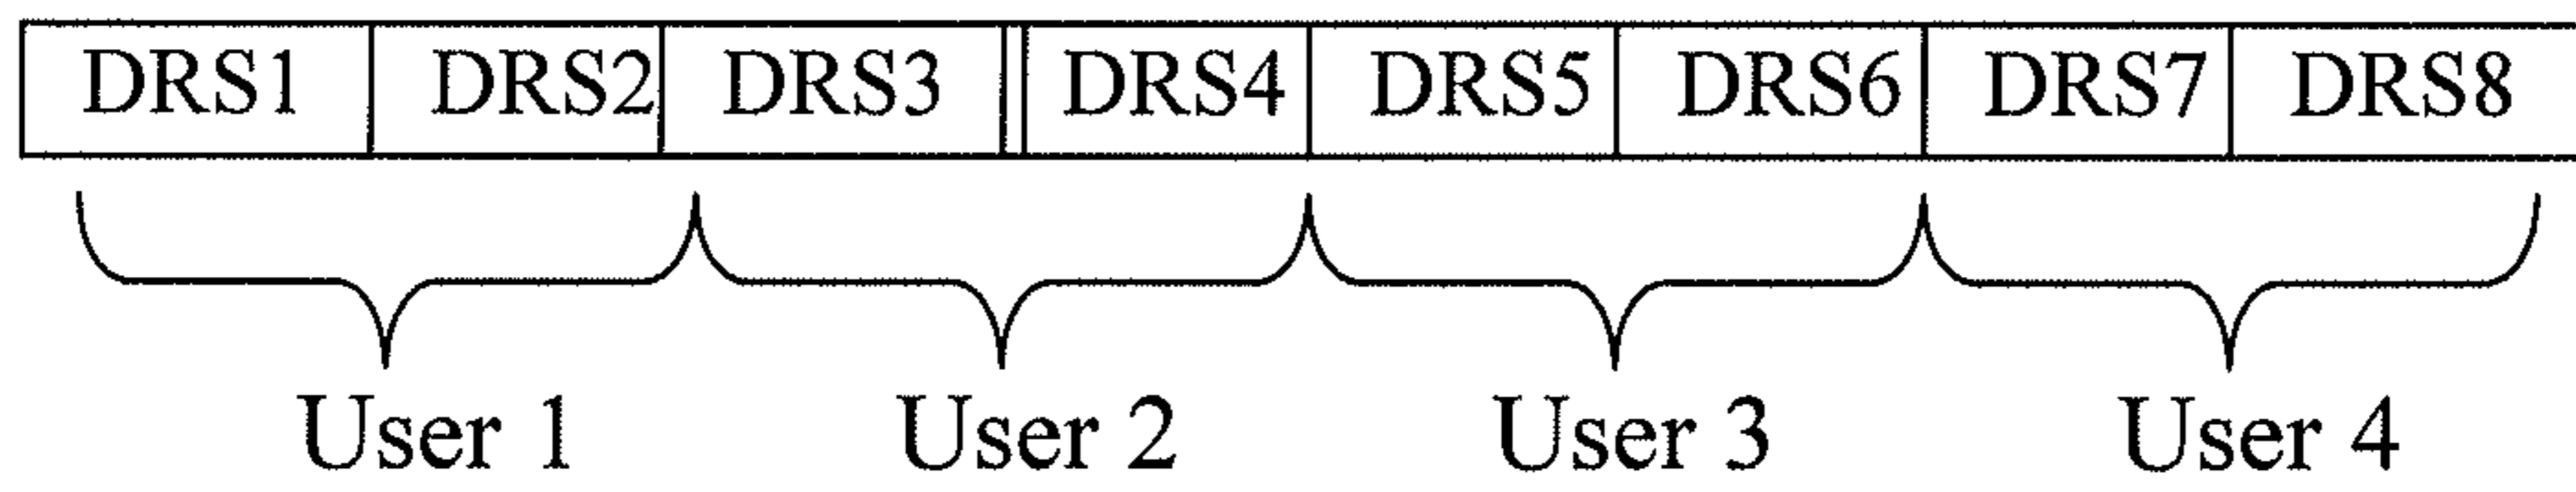 DRS1 DRS2 DRS3 DRS4 DRS5 DRS6 DRS7 DRS8
User 1 User 2 User 3 User 4